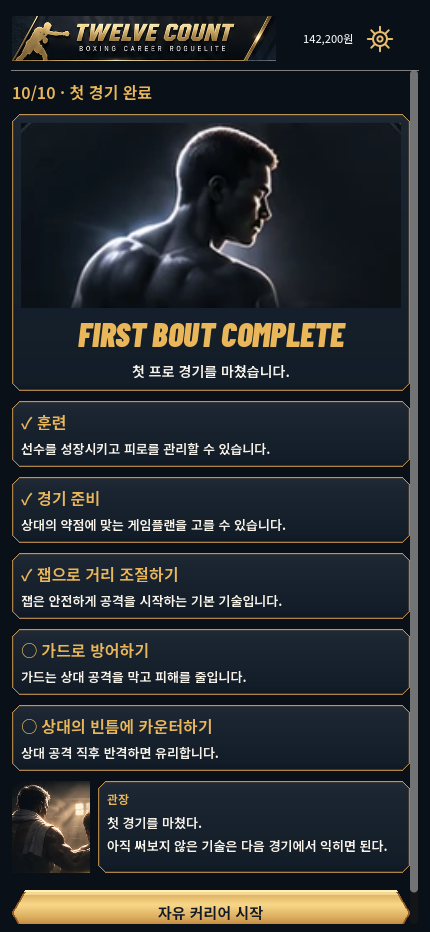 TWELVE COUNT
BOXING CAREER ROGUELITE
142,200원
10/10 · 첫 경기 완료
FIRST BOUT COMPLETE
첫 프로 경기를 마쳤습니다.
✓ 훈련
선수를 성장시키고 피로를 관리할 수 있습니다.
✓ 경기 준비
상대의 약점에 맞는 게임플랜을 고를 수 있습니다.
✓ 잽으로 거리 조절하기
잽은 안전하게 공격을 시작하는 기본 기술입니다.
○ 가드로 방어하기
가드는 상대 공격을 막고 피해를 줄입니다.
○ 상대의 빈틈에 카운터하기
상대 공격 직후 반격하면 유리합니다.
관장
첫 경기를 마쳤다.
아직 써보지 않은 기술은 다음 경기에서 익히면 된다.
자유 커리어 시작